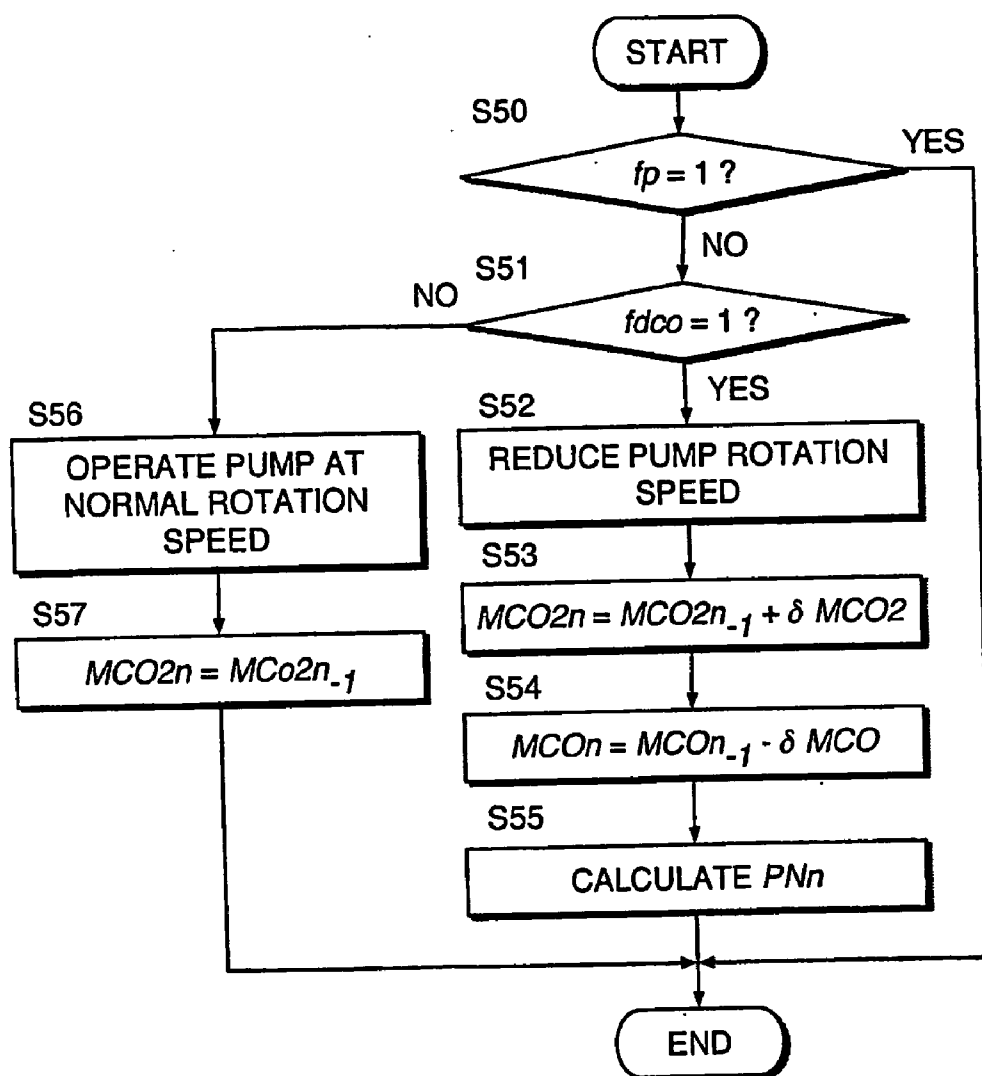 START
S50
YES
fp = 1 ?
NO
S51
NO
fdco = 1 ?
YES
S56
S52
OPERATE PUMP AT
NORMAL ROTATION
SPEED
REDUCE PUMP ROTATION
SPEED
S53
MCO2n = MCO2n-1 + δ MCO2
S57
MCO2n = MCo2n-1
S54
MCOn = MCOn-1 - δ MCO
S55
CALCULATE PNn
END